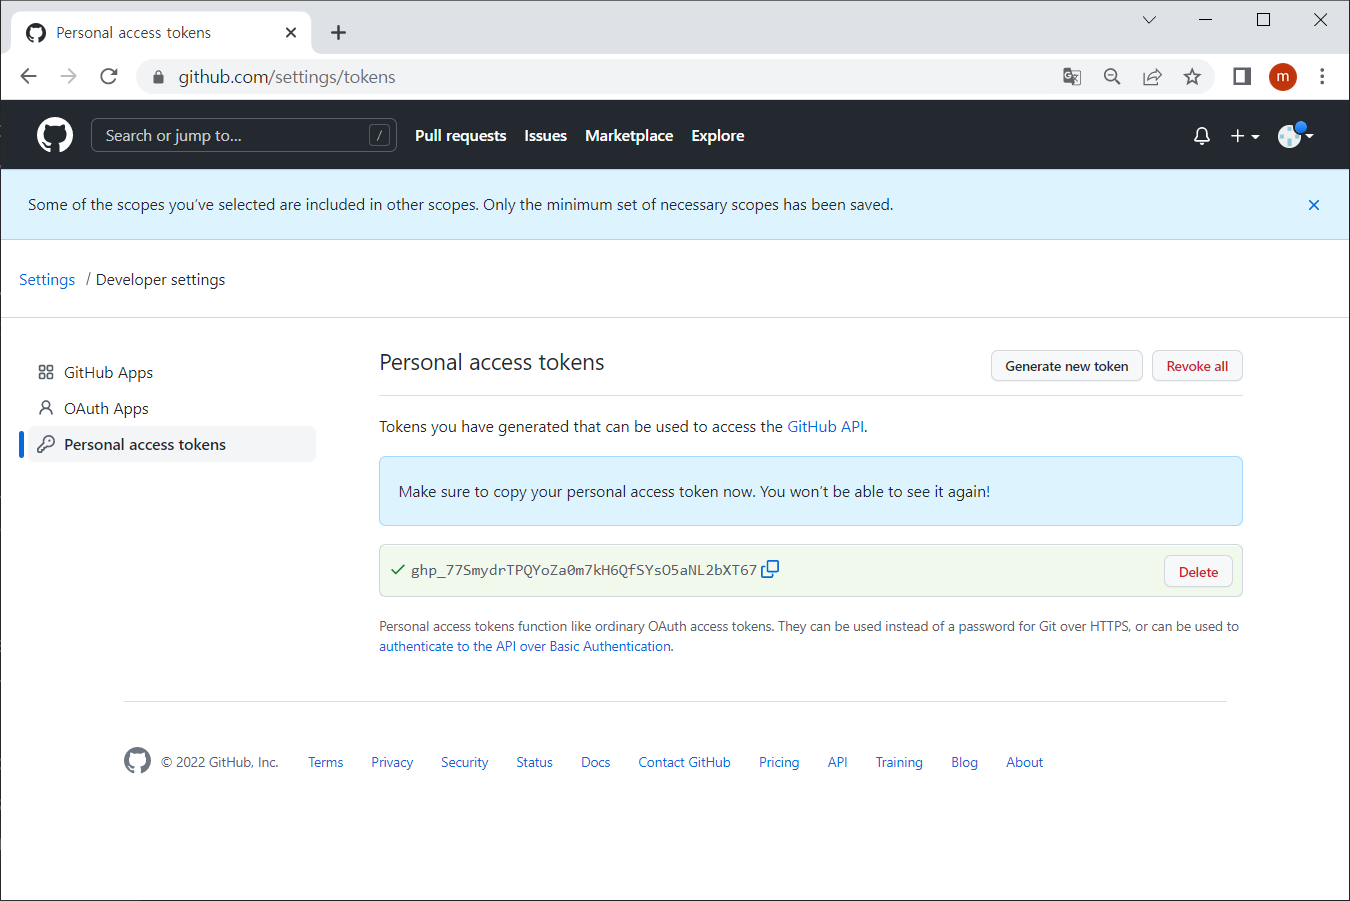 Personal access tokens
github.com/settings/tokens
m
Search or jump to...
/
Pull requests
Issues
Marketplace
Explore
Some of the scopes you've selected are included in other scopes. Only the minimum set of necessary scopes has been saved.
Settings / Developer settings
GitHub Apps
OAuth Apps
Personal access tokens
Personal access tokens
Generate new token
Revoke all
Tokens you have generated that can be used to access the GitHub API.
Make sure to copy your personal access token now. You won't be able to see it again!
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
Delete
Personal access tokens function like ordinary OAuth access tokens. They can be used instead of a password for Git over HTTPS, or can be used to
authenticate to the API over Basic Authentication.
© 2022 GitHub, Inc.
Terms
Privacy
Security
Status
Docs
Contact GitHub
Pricing
API
Training
Blog
About